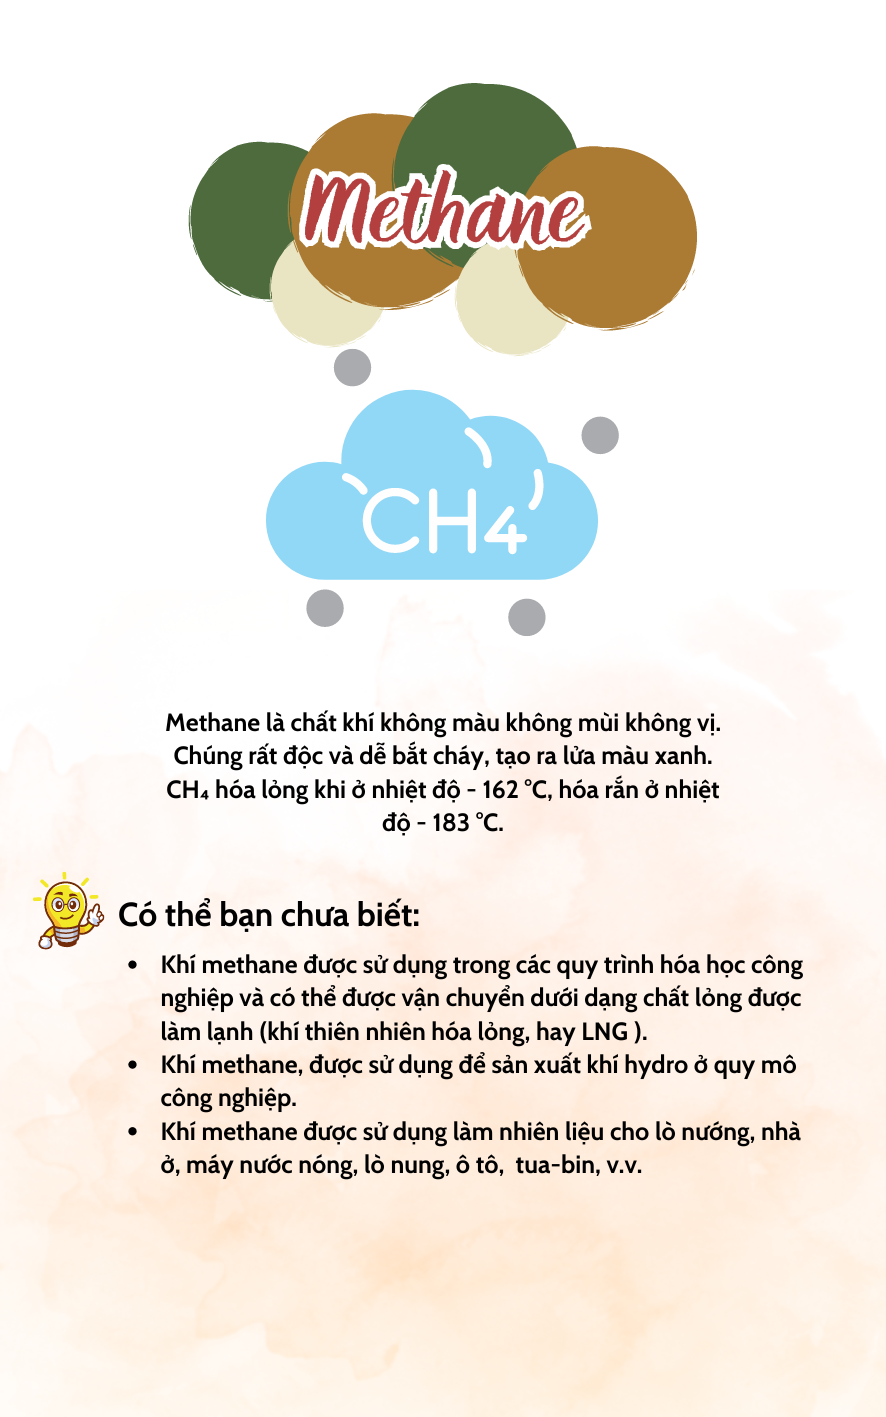 Methane
CH4
Methane là chất khí không màu không mùi không vị.
Chúng rất độc và dễ bắt cháy, tạo ra lửa màu xanh.
CH₄ hóa lỏng khi ở nhiệt độ - 162 °C, hóa rắn ở nhiệt
độ - 183 °C.
Có thể bạn chưa biết:
• Khí methane được sử dụng trong các quy trình hóa học công
nghiệp và có thể được vận chuyển dưới dạng chất lỏng được
làm lạnh (khí thiên nhiên hóa lỏng, hay LNG ).
• Khí methane, được sử dụng để sản xuất khí hydro ở quy mô
công nghiệp.
• Khí methane được sử dụng làm nhiên liệu cho lò nướng, nhà
ở, máy nước nóng, lò nung, ô tô, tua-bin, v.v.